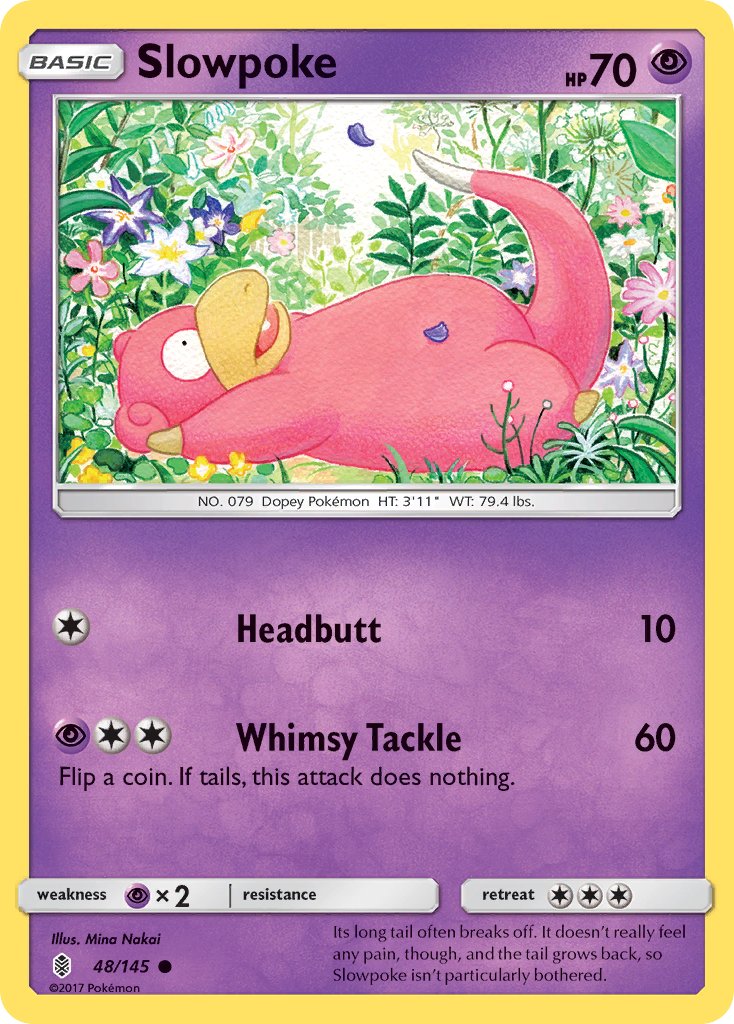 BASIC Slowpoke HP 70
NO. 079 Dopey Pokémon HT: 3'11" WT: 79.4 lbs.
Headbutt 10
Whimsy Tackle 60
Flip a coin. If tails, this attack does nothing.
weakness × 2 resistance retreat
Illus. Mina Nakai
48/145
©2017 Pokémon
Its long tail often breaks off. It doesn't really feel
any pain, though, and the tail grows back, so
Slowpoke isn't particularly bothered.